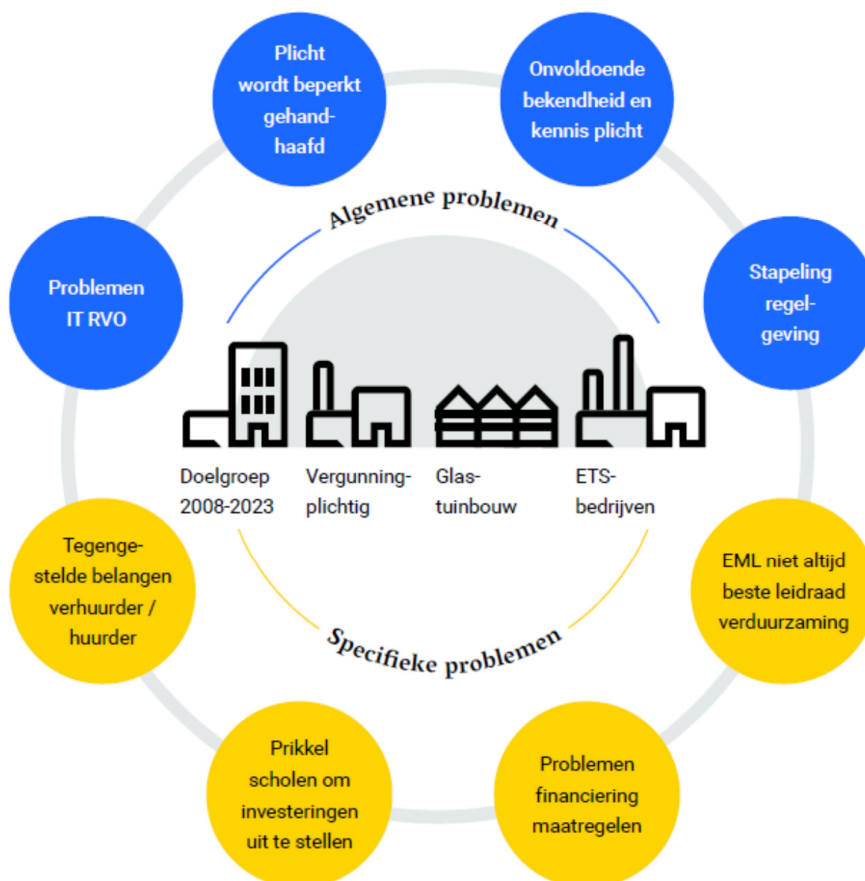 Plicht
wordt beperkt
gehand-
haafd
Onvoldoende
bekendheid en
kennis plicht
Algemene problemen
Problemen
IT RVO
Stapeling
regel-
geving
Doelgroep
2008-2023
Vergunning-
plichtig
Glas-
tuinbouw
ETS-
bedrijven
Tegenge-
stelde belangen
verhuurder /
huurder
EML niet altijd
beste leidraad
verduurzaming
Specifieke problemen
Prikkel
scholen om
investeringen
uit te stellen
Problemen
financiering
maatregelen